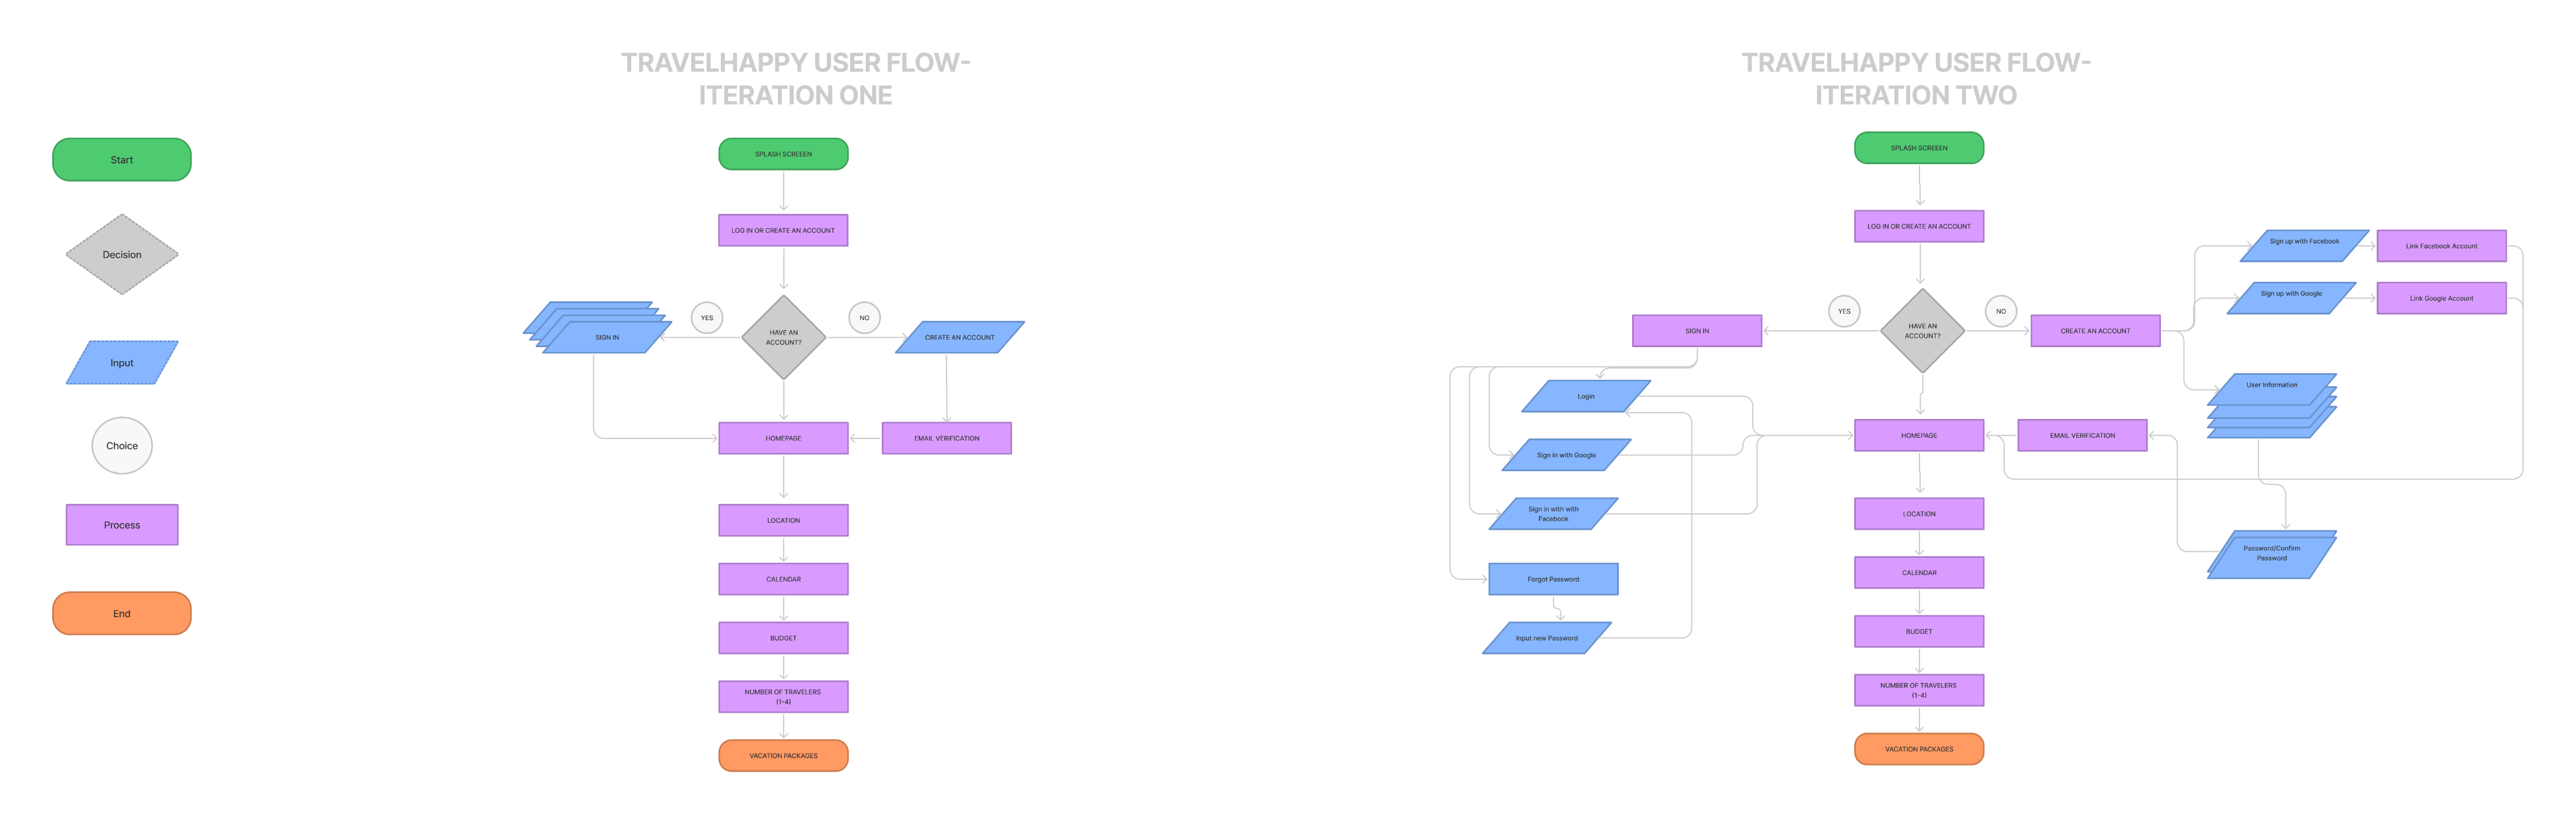 Start
Decision
Input
Choice
Process
End
TRAVELHAPPY USER FLOW-
ITERATION ONE
SPLASH SCREEEN
LOG IN OR CREATE AN ACCOUNT
YES
NO
HAVE AN
ACCOUNT?
SIGN IN
CREATE AN ACCOUNT
HOMEPAGE
EMAIL VERIFICATION
LOCATION
CALENDAR
BUDGET
NUMBER OF TRAVELERS
(1-4)
VACATION PACKAGES
TRAVELHAPPY USER FLOW-
ITERATION TWO
SPLASH SCREEEN
LOG IN OR CREATE AN ACCOUNT
YES
NO
HAVE AN
ACCOUNT?
SIGN IN
CREATE AN ACCOUNT
Sign up with Facebook
Link Facebook Account
Sign up with Google
Link Google Account
User Information
Login
Sign in with Google
Sign in with with
Facebook
Forgot Password
Input new Password
HOMEPAGE
EMAIL VERIFICATION
Password/Confirm
Password
LOCATION
CALENDAR
BUDGET
NUMBER OF TRAVELERS
(1-4)
VACATION PACKAGES